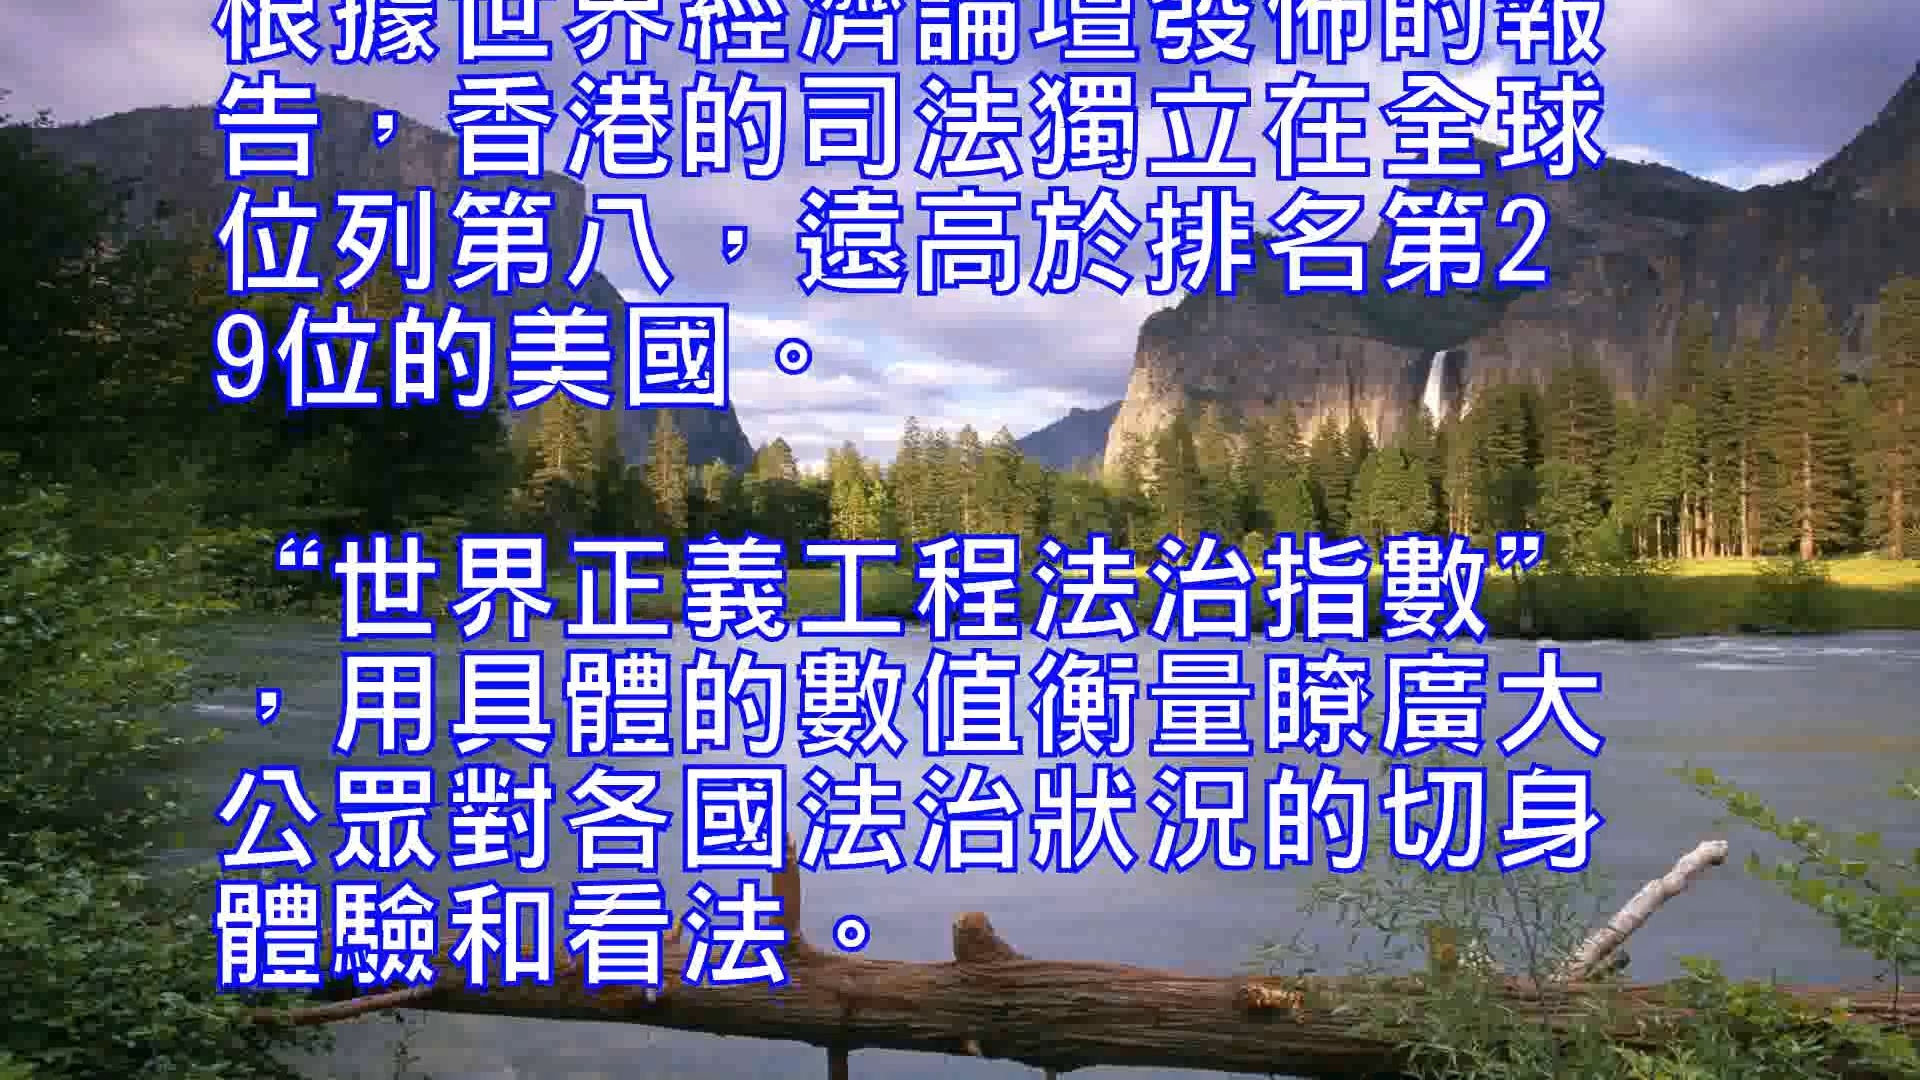 根據世界經濟論壇發佈的報
告，香港的司法獨立在全球
位列第八，遠高於排名第2
9位的美國。
“世界正義工程法治指數”
，用具體的數值衡量瞭廣大
公眾對各國法治狀況的切身
體驗和看法。